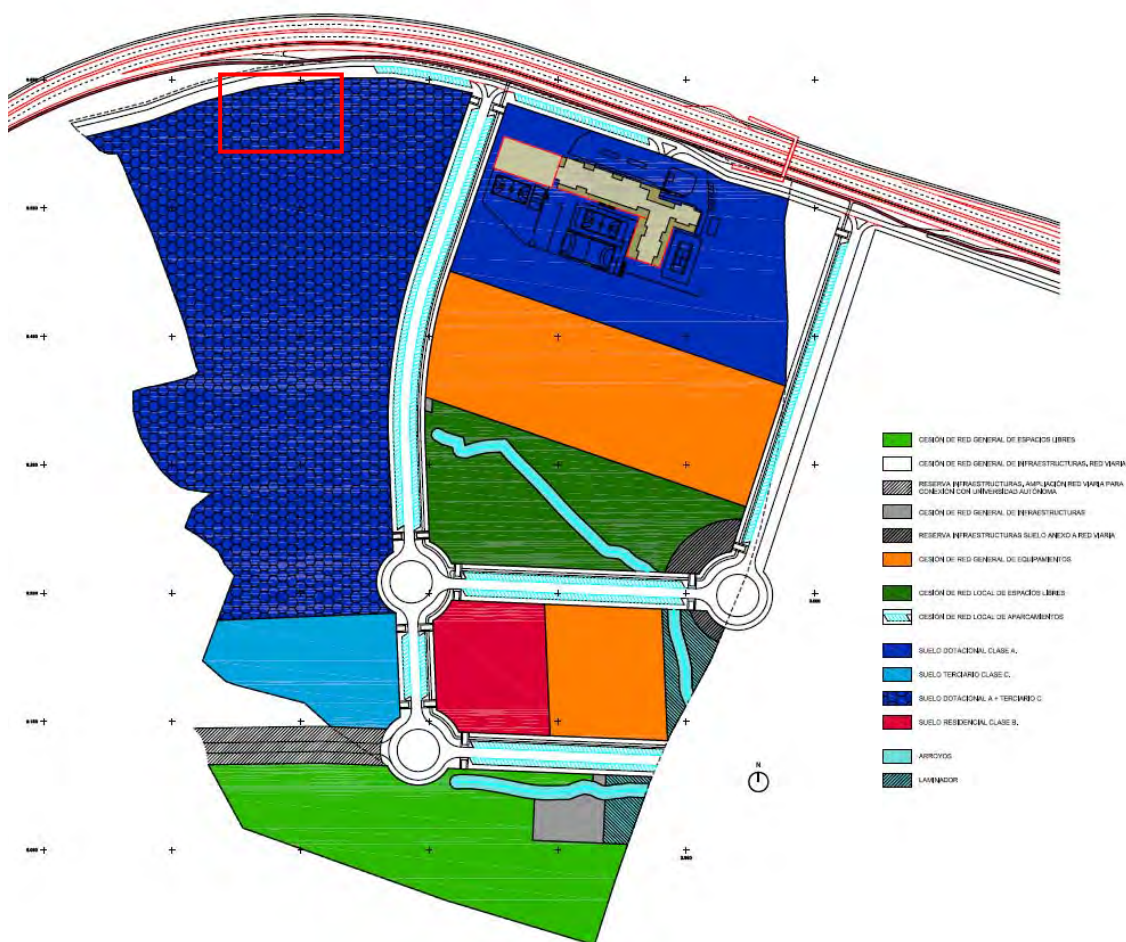 CESIÓN DE RED GENERAL DE ESPACIOS LIBRES
CESIÓN DE RED GENERAL DE INFRAESTRUCTURAS, RED VIARIA
RESERVA INFRAESTRUCTURAS, AMPLIACIÓN RED VIARIA PARA
CONEXIÓN CON UNIVERSIDAD AUTÓNOMA
CESIÓN DE RED GENERAL DE INFRAESTRUCTURAS
RESERVA INFRAESTRUCTURAS SUELO ANEXO A RED VIARIA
CESIÓN DE RED GENERAL DE EQUIPAMIENTOS
CESIÓN DE RED LOCAL DE ESPACIOS LIBRES
CESIÓN DE RED LOCAL DE APARCAMIENTOS
SUELO DOTACIONAL CLASE A.
SUELO TERCIARIO CLASE C.
SUELO DOTACIONAL A + TERCIARIO C
SUELO RESIDENCIAL CLASE B.
ARROYOS
LAMINADOR
N